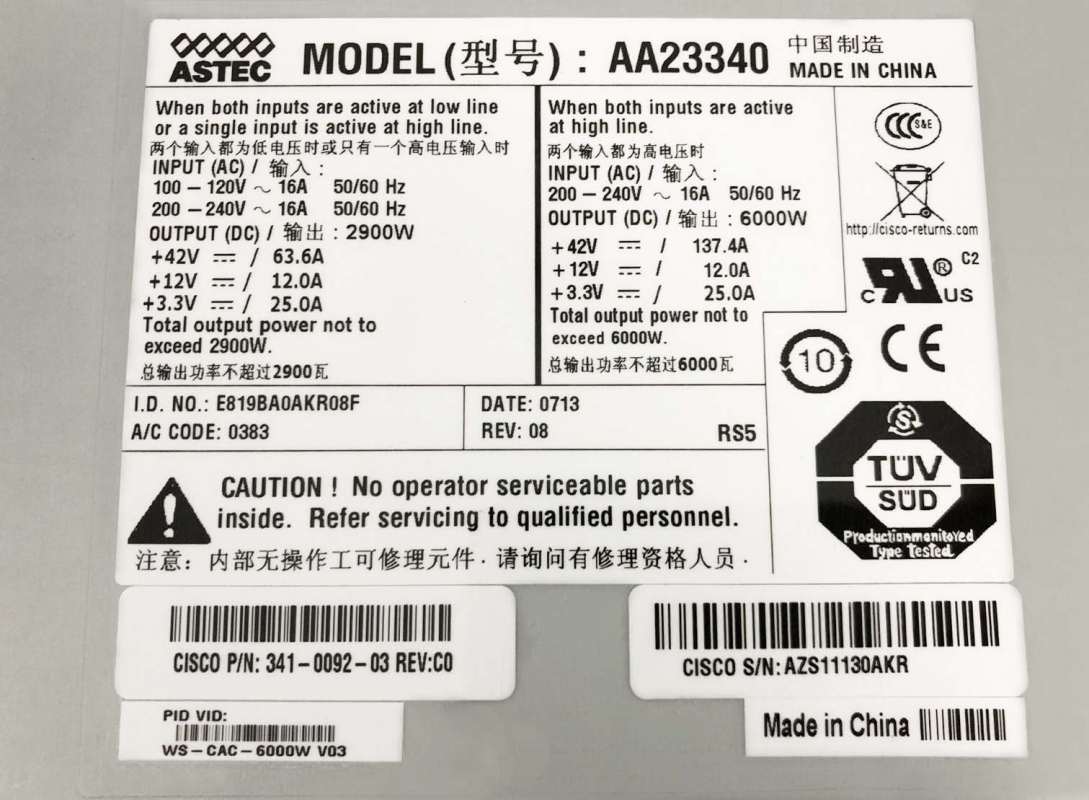 ASTEC
MODEL(型号) : AA23340
中国制造
MADE IN CHINA
When both inputs are active at low line
or a single input is active at high line.
两个输入都为低电压时或只有一个高电压输入时
INPUT (AC) / 输入 :
100 – 120V ~ 16A 50/60 Hz
200 – 240V ~ 16A 50/60 Hz
OUTPUT (DC) / 输出 : 2900W
+42V ⎓ / 63.6A
+12V ⎓ / 12.0A
+3.3V ⎓ / 25.0A
Total output power not to
exceed 2900W.
总输出功率不超过2900瓦
When both inputs are active
at high line.
两个输入都为高电压时
INPUT (AC) / 输入 :
200 – 240V ~ 16A 50/60 Hz
OUTPUT (DC) / 输出 : 6000W
+42V ⎓ / 137.4A
+12V ⎓ / 12.0A
+3.3V ⎓ / 25.0A
Total output power not to
exceed 6000W.
总输出功率不超过6000瓦
CCC S&E
http://cisco-returns.com
C RU ® US C2
10
CE
I.D. NO.: E819BA0AKR08F
A/C CODE: 0383
DATE: 0713
REV: 08 RS5
S
TÜV
SÜD
Productionmonitored
Type tested
CAUTION ! No operator serviceable parts
inside. Refer servicing to qualified personnel.
注意: 内部无操作工可修理元件．请询问有修理资格人员．
CISCO P/N: 341-0092-03 REV:C0
CISCO S/N: AZS11130AKR
PID VID:
WS-CAC-6000W V03
Made in China